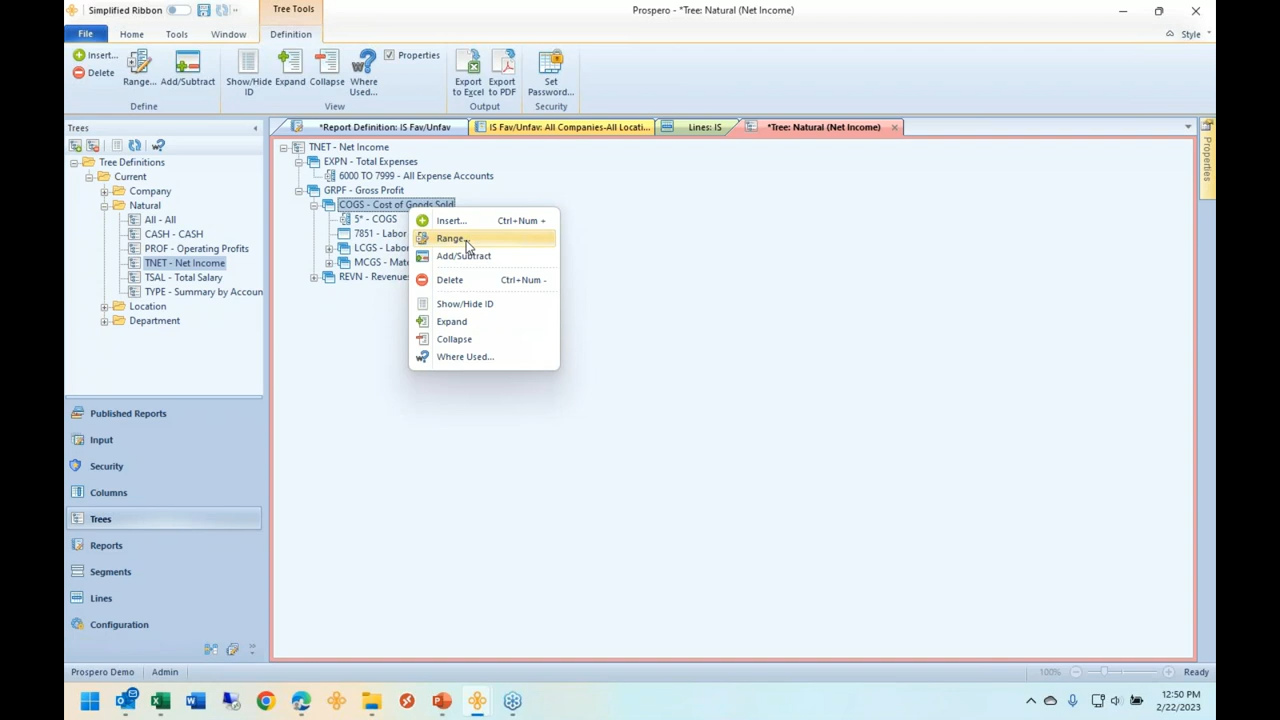 Simplified Ribbon
Tree Tools
Prospero - *Tree: Natural (Net Income)
File
Home
Tools
Window
Definition
Style
Insert...
Delete
Range...
Add/Subtract
Define
Show/Hide
ID
Expand
Collapse
Where
Used...
Properties
View
Export
to Excel
Export
to PDF
Output
Set
Password...
Security
Trees
*Report Definition: IS Fav/Unfav
IS Fav/Unfav: All Companies-All Locati...
Lines: IS
*Tree: Natural (Net Income)
Properties
Tree Definitions
Current
Company
Natural
All - All
CASH - CASH
PROF - Operating Profits
TNET - Net Income
TSAL - Total Salary
TYPE - Summary by Accoun
Location
Department
TNET - Net Income
EXPN - Total Expenses
6000 TO 7999 - All Expense Accounts
GRPF - Gross Profit
COGS - Cost of Goods Sold
5* - COGS
7851 - Labor
LCGS - Labor
MCGS - Mate
REVN - Revenues
Insert... Ctrl+Num +
Range...
Add/Subtract
Delete Ctrl+Num -
Show/Hide ID
Expand
Collapse
Where Used...
Published Reports
Input
Security
Columns
Trees
Reports
Segments
Lines
Configuration
Prospero Demo
Admin
100%
Ready
12:50 PM
2/22/2023